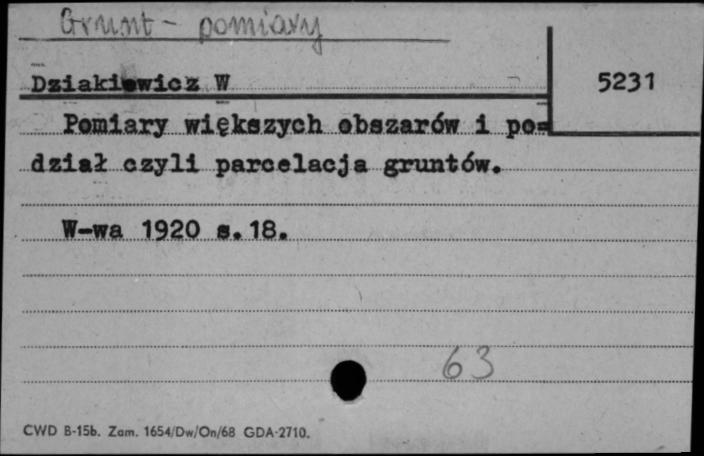 Grunt - pomiary
Dziakiewicz W
5231
Pomiary większych obszarów i po=
dział czyli parcelacja gruntów.
W-wa 1920 s.18.
63
CWD B-15b. Zam. 1654/Dw/On/68 GDA-2710.